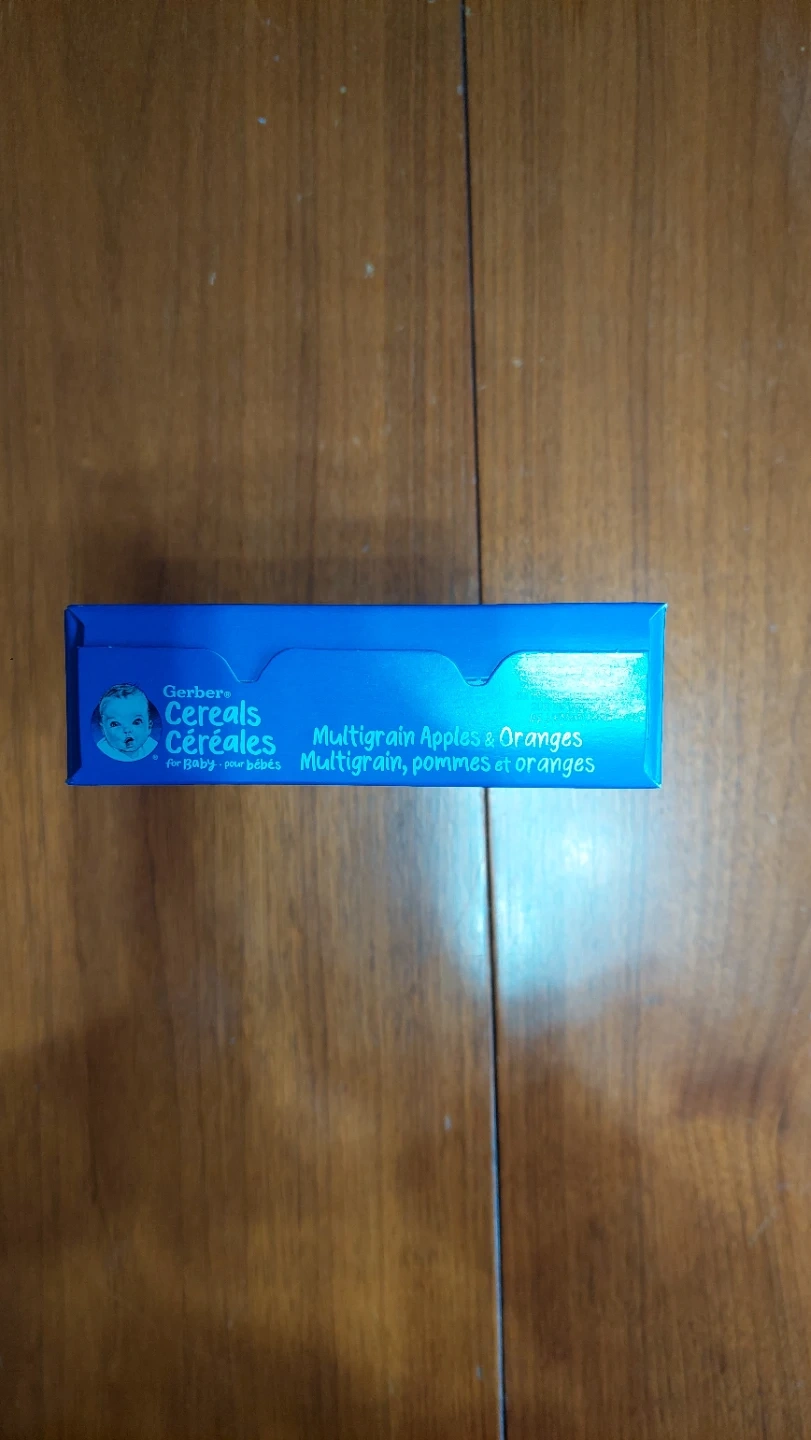 Gerber®
Cereals
Céréales
for Baby · pour bébés
Multigrain Apples & Oranges
Multigrain, pommes et oranges